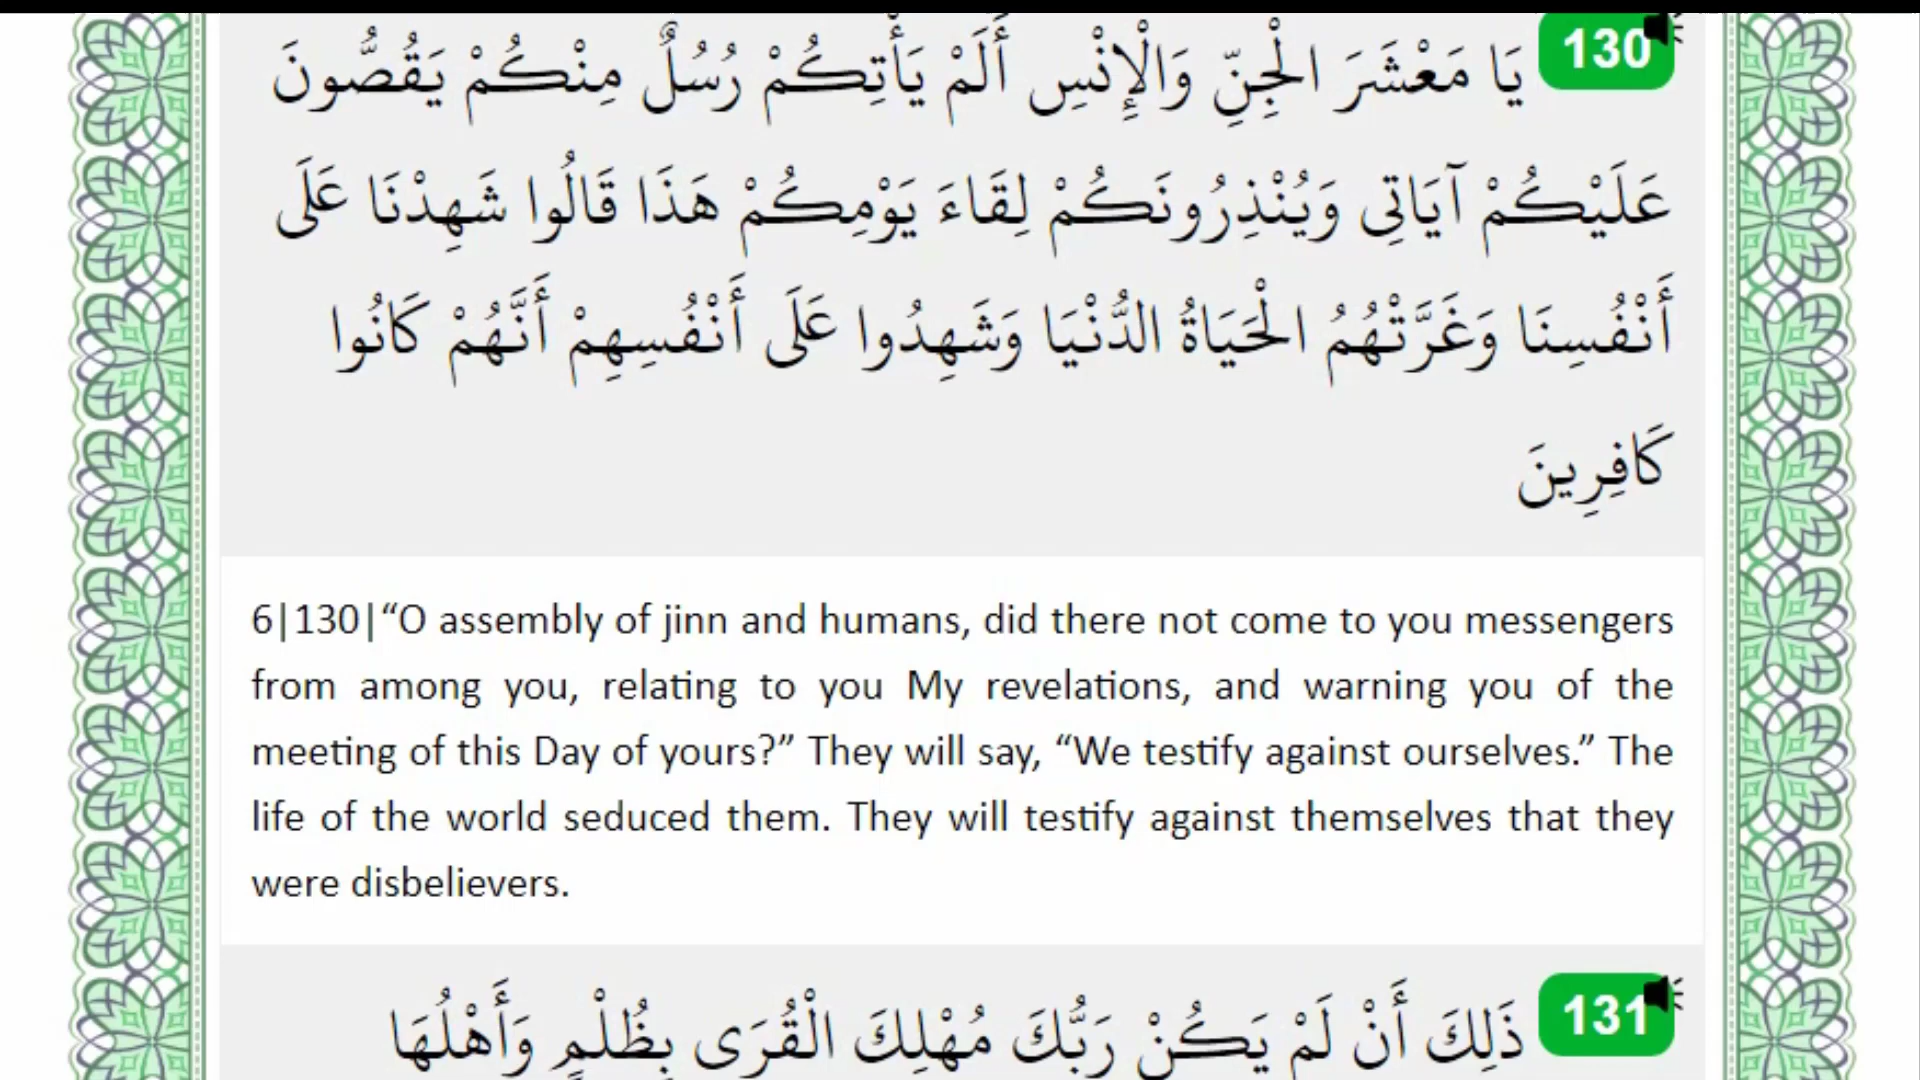 130 يَا مَعْشَرَ الْجِنِّ وَالْإِنْسِ أَلَمْ يَأْتِكُمْ رُسُلٌ مِنْكُمْ يَقُصُّونَ
عَلَيْكُمْ آيَاتِي وَيُنْذِرُونَكُمْ لِقَاءَ يَوْمِكُمْ هَذَا قَالُوا شَهِدْنَا عَلَى
أَنْفُسِنَا وَغَرَّتْهُمُ الْحَيَاةُ الدُّنْيَا وَشَهِدُوا عَلَى أَنْفُسِهِمْ أَنَّهُمْ كَانُوا
كَافِرِينَ
6|130|“O assembly of jinn and humans, did there not come to you messengers
from among you, relating to you My revelations, and warning you of the
meeting of this Day of yours?” They will say, “We testify against ourselves.” The
life of the world seduced them. They will testify against themselves that they
were disbelievers.
131 ذَلِكَ أَنْ لَمْ يَكُنْ رَبُّكَ مُهْلِكَ الْقُرَى بِظُلْمٍ وَأَهْلُهَا